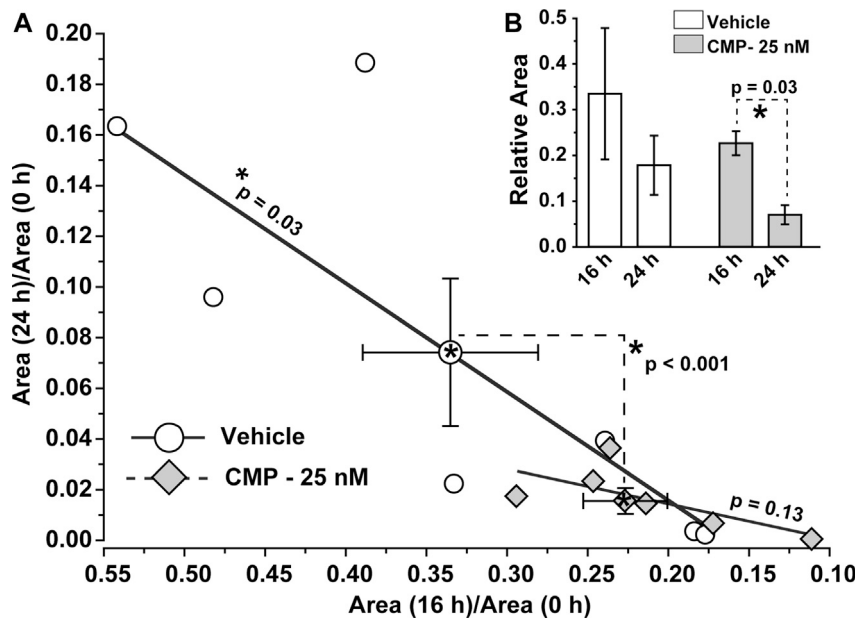 A
B
0.20
0.18
0.16
0.14
0.12
0.10
0.08
0.06
0.04
0.02
0.00
Area (24 h)/Area (0 h)
0.55
0.50
0.45
0.40
0.35
0.30
0.25
0.20
0.15
0.10
Area (16 h)/Area (0 h)
*
p = 0.03
*
*
p < 0.001
*
p = 0.13
Vehicle
CMP - 25 nM
Vehicle
CMP- 25 nM
0.5
0.4
0.3
0.2
0.1
0.0
Relative Area
p = 0.03
*
16 h
24 h
16 h
24 h